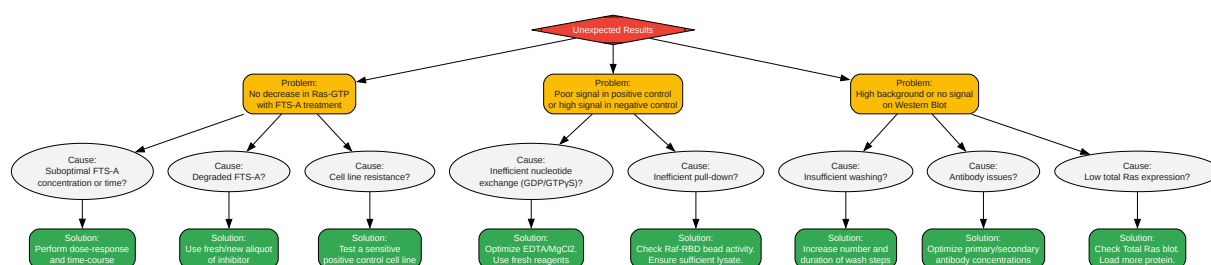 Unexpected Results
Problem:
No decrease in Ras-GTP
with FTS-A treatment
Problem:
Poor signal in positive control
or high signal in negative control
Problem:
High background or no signal
on Western Blot
Cause:
Suboptimal FTS-A
concentration or time?
Cause:
Degraded FTS-A?
Cause:
Cell line resistance?
Cause:
Inefficient nucleotide
exchange (GDP/GTPγS)?
Cause:
Inefficient pull-down?
Cause:
Insufficient washing?
Cause:
Antibody issues?
Cause:
Low total Ras expression?
Solution:
Perform dose-response
and time-course
Solution:
Use fresh/new aliquot
of inhibitor
Solution:
Test a sensitive
positive control cell line
Solution:
Optimize EDTA/MgCl2.
Use fresh reagents
Solution:
Check Raf-RBD bead activity.
Ensure sufficient lysate.
Solution:
Increase number and
duration of wash steps
Solution:
Optimize primary/secondary
antibody concentrations
Solution:
Check Total Ras blot.
Load more protein.